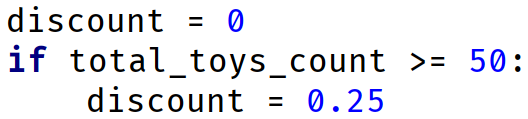 discount = 0
if total_toys_count >= 50:
    discount = 0.25